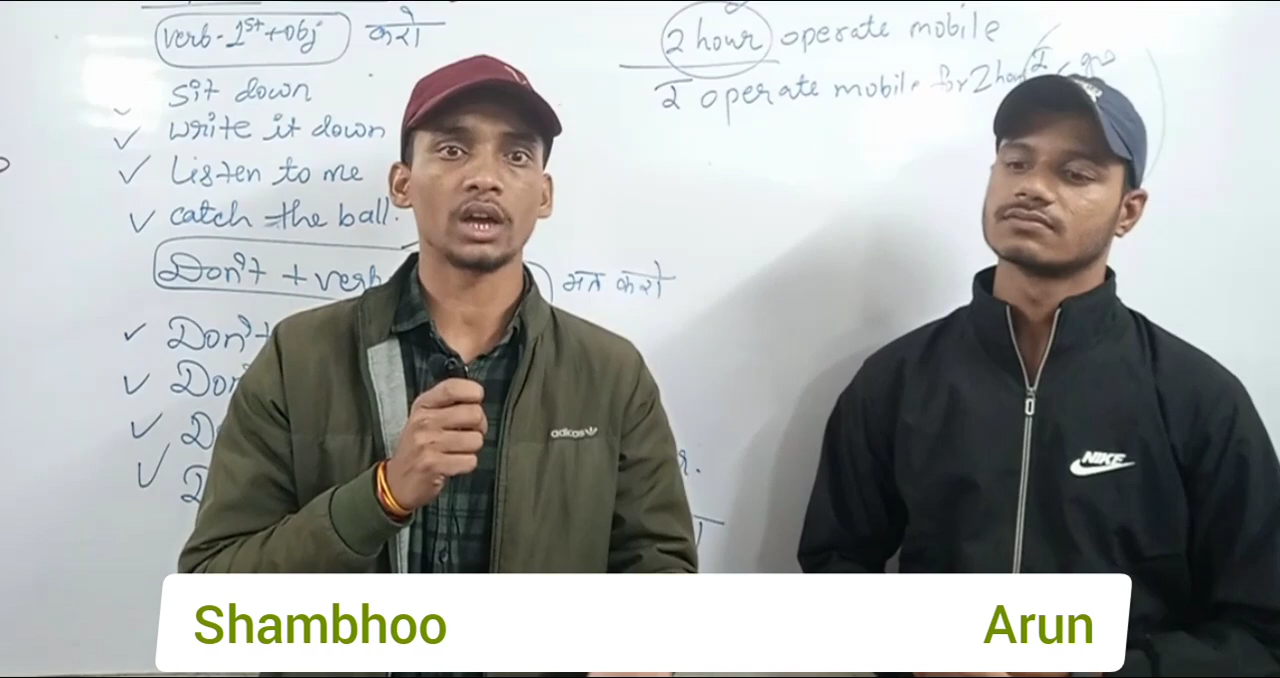 verb-1st+obj करो
sit down
write it down
Listen to me
catch the ball.
Don't + verb
मत करो
Don't
2 hour operate mobile
I operate mobile for 2 hour
adidas
NIKE
Shambhoo
Arun